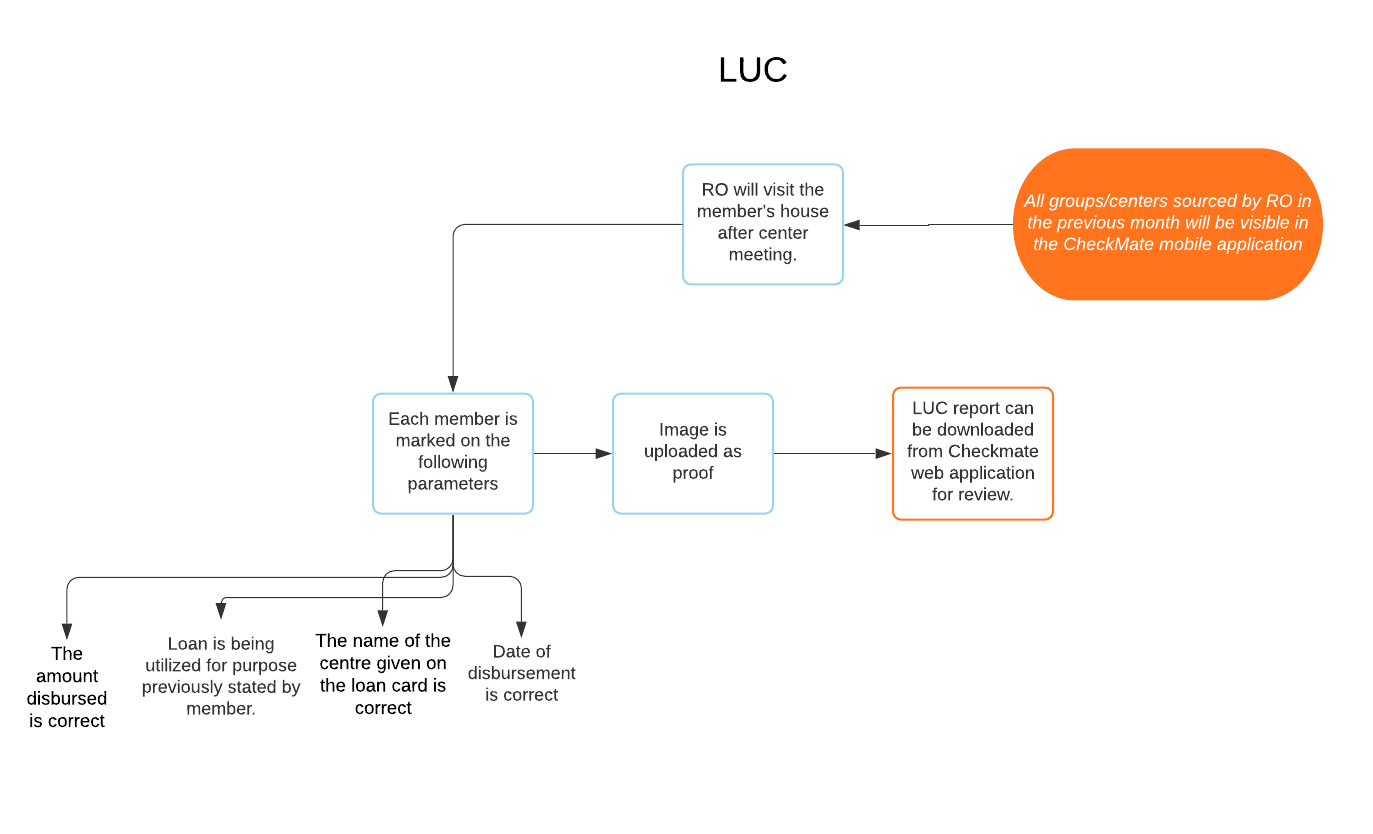 LUC
All groups/centers sourced by RO in
the previous month will be visible in
the CheckMate mobile application
RO will visit the
member's house
after center
meeting.
Each member is
marked on the
following
parameters
Image is
uploaded as
proof
LUC report can
be downloaded
from Checkmate
web application
for review.
The
amount
disbursed
is correct
Loan is being
utilized for purpose
previously stated by
member.
The name of the
centre given on
the loan card is
correct
Date of
disbursement
is correct